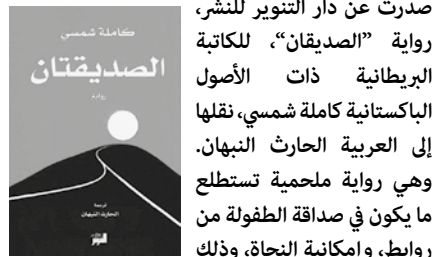 صدرت عن دار التنوير للنشر،
رواية ”الصديقان“، للكاتبة
البريطانية ذات الأصول
الباكستانية كاملة شمسي، نقلها
إلى العربية الحارث النبهان.
وهي رواية ملحمية تستطلع
ما يكون في صداقة الطفولة من
روابط، وإمكانية النجاة، وذلك
كاملة شمسي
الصديقتان
رواية
ترجمة
الحارث النبهان